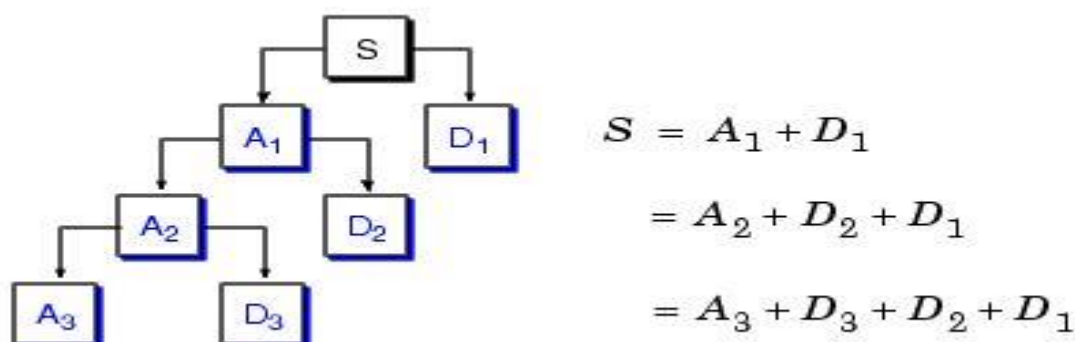 S
A₁ D₁
S = A₁ + D₁
A₂ D₂
= A₂ + D₂ + D₁
A₃ D₃
= A₃ + D₃ + D₂ + D₁